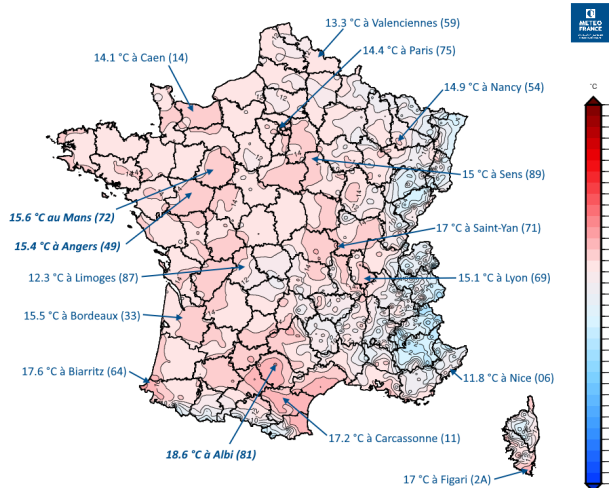 13.3 °C à Valenciennes (59)
METEO
FRANCE
14.4 °C à Paris (75)
14.1 °C à Caen (14)
14.9 °C à Nancy (54)
°C
15 °C à Sens (89)
15.6 °C au Mans (72)
17 °C à Saint-Yan (71)
15.4 °C à Angers (49)
12.3 °C à Limoges (87)
15.1 °C à Lyon (69)
15.5 °C à Bordeaux (33)
17.6 °C à Biarritz (64)
11.8 °C à Nice (06)
17.2 °C à Carcassonne (11)
18.6 °C à Albi (81)
17 °C à Figari (2A)